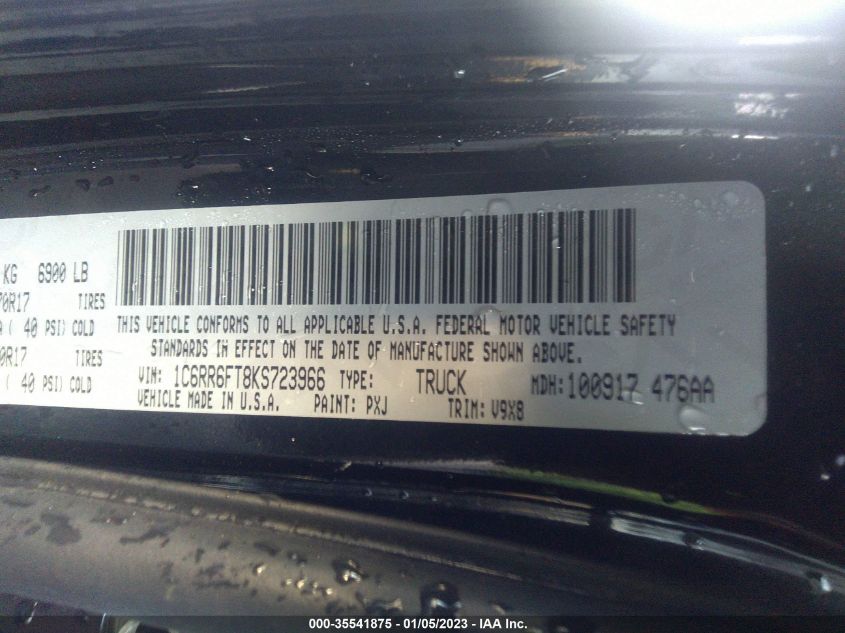 KG 6900 LB
70R17 TIRES
( 40 PSI) COLD
0R17 TIRES
( 40 PSI) COLD
THIS VEHICLE CONFORMS TO ALL APPLICABLE U.S.A. FEDERAL MOTOR VEHICLE SAFETY
STANDARDS IN EFFECT ON THE DATE OF MANUFACTURE SHOWN ABOVE.
VIN: 1C6RR6FT8KS723966 TYPE: TRUCK MDH:100917 476AA
VEHICLE MADE IN U.S.A. PAINT: PXJ TRIM: V9X8
000-35541875 - 01/05/2023 - IAA Inc.